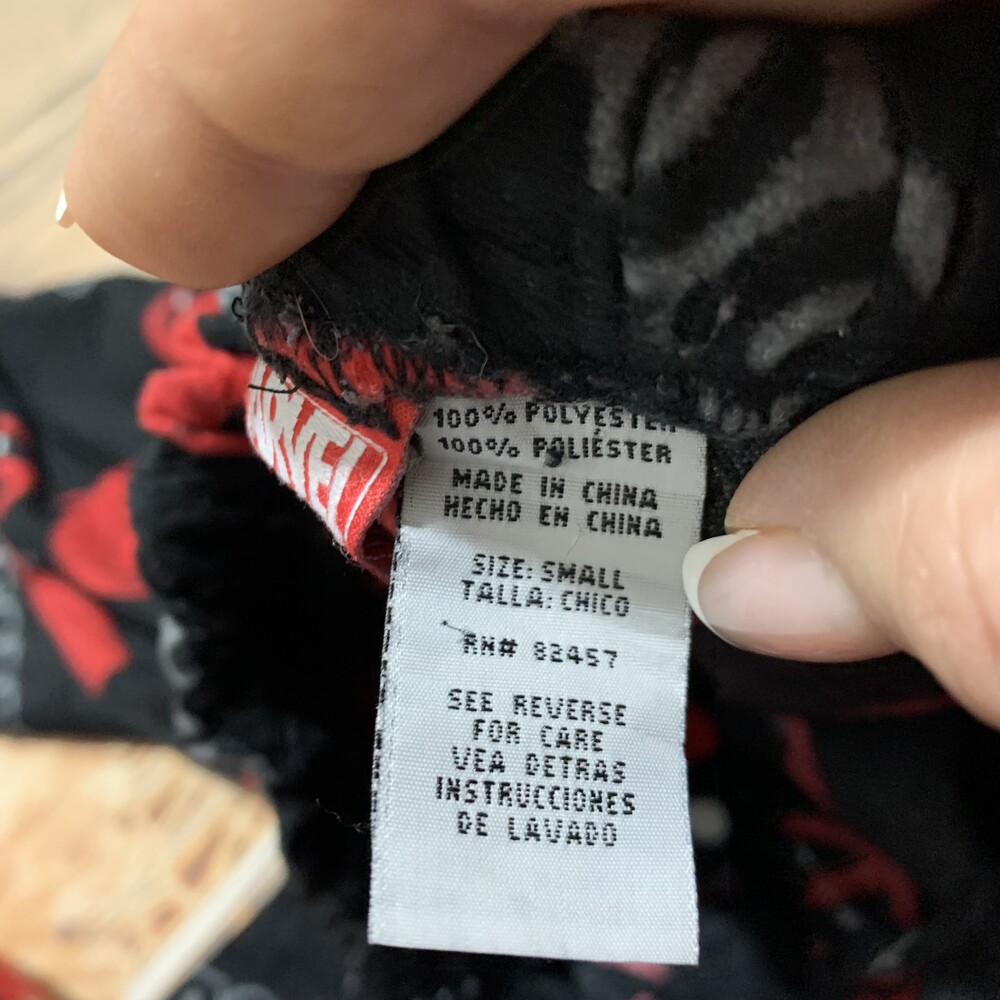 MARVEL
100% POLYESTER
100% POLIÉSTER
MADE IN CHINA
HECHO EN CHINA
SIZE: SMALL
TALLA: CHICO
RN# 82457
SEE REVERSE
FOR CARE
VEA DETRAS
INSTRUCCIONES
DE LAVADO